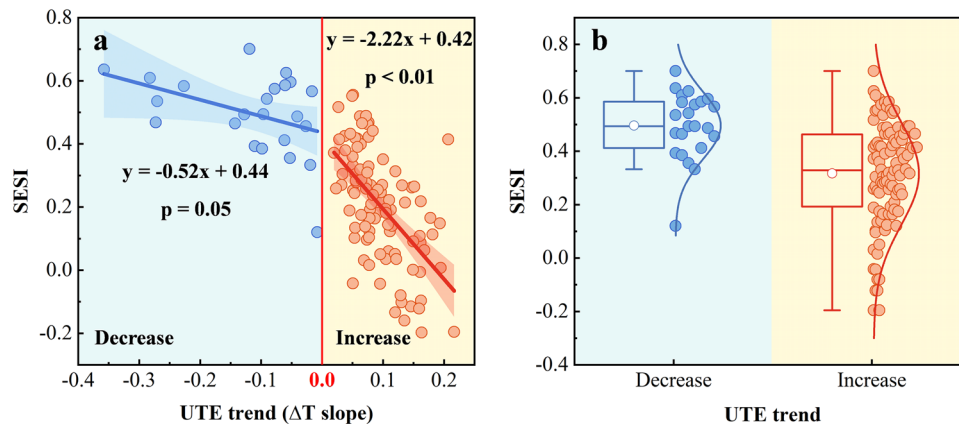 a
y = -2.22x + 0.42
p < 0.01
y = -0.52x + 0.44
p = 0.05
Decrease
Increase
SESI
0.8
0.6
0.4
0.2
0.0
-0.2
-0.4 -0.3 -0.2 -0.1 0.0 0.1 0.2
UTE trend (ΔT slope)
b
SESI
0.8
0.6
0.4
0.2
0.0
-0.2
-0.4
Decrease Increase
UTE trend